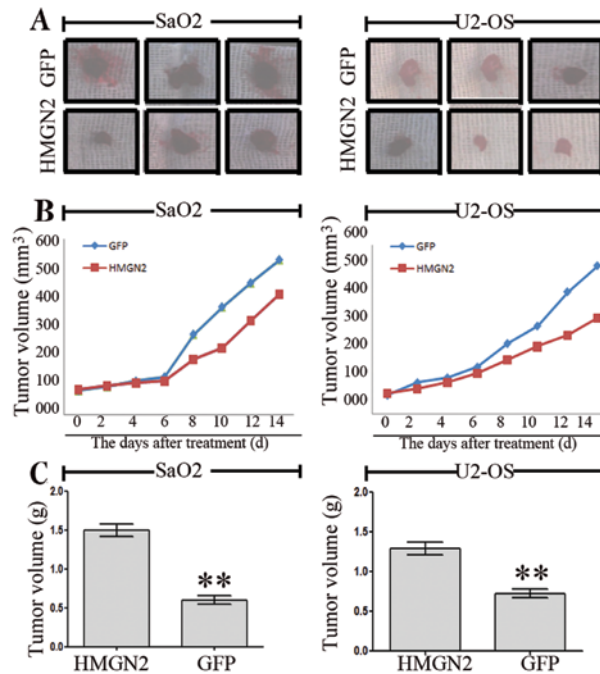 A
SaO2
U2-OS
GFP
HMGN2
GFP
HMGN2
B
SaO2
U2-OS
Tumor volume (mm³)
600
500
400
300
200
100
000
GFP
HMGN2
0 2 4 6 8 10 12 14
The days after treatment (d)
Tumor volume (mm³)
600
500
400
300
200
100
000
GFP
HMGN2
0 2 4 6 8 10 12 14
The days after treatment (d)
C
SaO2
U2-OS
Tumor volume (g)
2.0
1.5
1.0
0.5
0.0
**
HMGN2 GFP
Tumor volume (g)
2.0
1.5
1.0
0.5
0.0
**
HMGN2 GFP